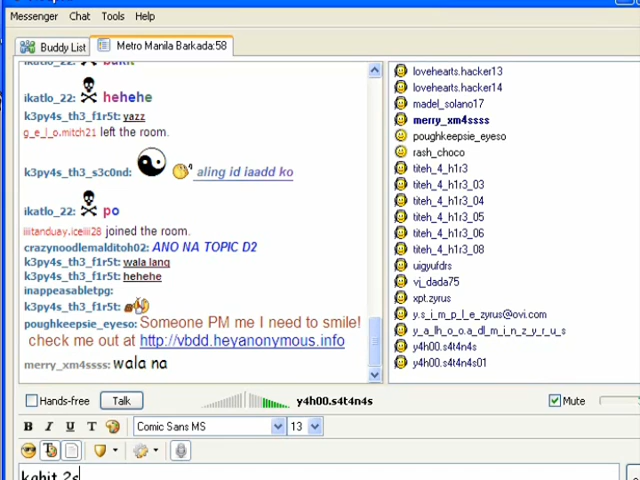 Messenger Chat Tools Help
Buddy List Metro Manila Barkada:58
ikatlo_22: hehehe
k3py4s_th3_f1r5t: yazz
g_e_l_o.mitch21 left the room.
k3py4s_th3_s3c0nd: aling id iaadd ko
ikatlo_22: po
iiitanduay.iceiii28 joined the room.
crazynoodlemalditoh02: ANO NA TOPIC D2
k3py4s_th3_f1r5t: wala lang
k3py4s_th3_f1r5t: hehehe
inappeasabletpg:
k3py4s_th3_f1r5t:
poughkeepsie_eyeso: Someone PM me I need to smile!
check me out at http://vbdd.heyanonymous.info
merry_xm4ssss: wala na
lovehearts.hacker13
lovehearts.hacker14
madel_solano17
merry_xm4ssss
poughkeepsie_eyeso
rash_choco
titeh_4_h1r3
titeh_4_h1r3_03
titeh_4_h1r3_04
titeh_4_h1r3_05
titeh_4_h1r3_06
titeh_4_h1r3_08
uigyufdrs
vj_dada75
xpt.zyrus
y.s_i_m_p_l_e_zyrus@ovi.com
y_a_lh_o_o.a_dl_m_i_n_z_y_r_u_s
y4h00.s4t4n4s
y4h00.s4t4n4s01
Hands-free Talk y4h00.s4t4n4s Mute
B I U T Comic Sans MS 13
kahit 2s